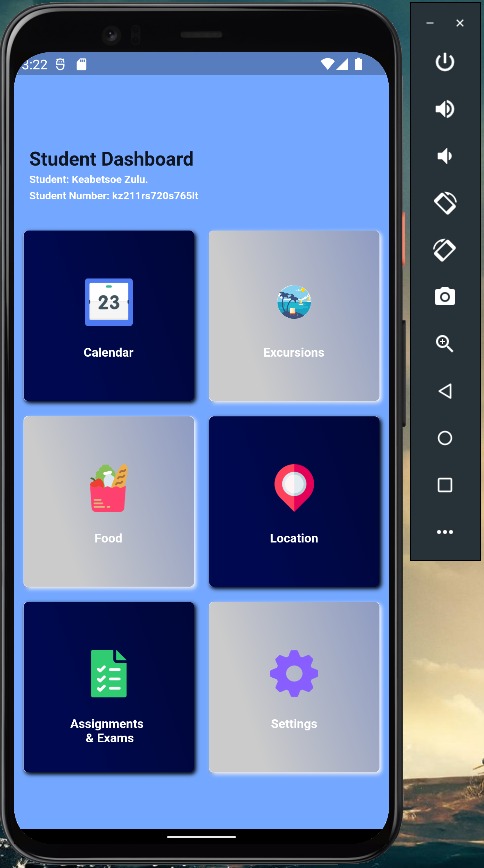 3:22
Student Dashboard
Student: Keabetsoe Zulu.
Student Number: kz211rs720s765lt
23
Calendar
Excursions
Food
Location
Assignments
& Exams
Settings